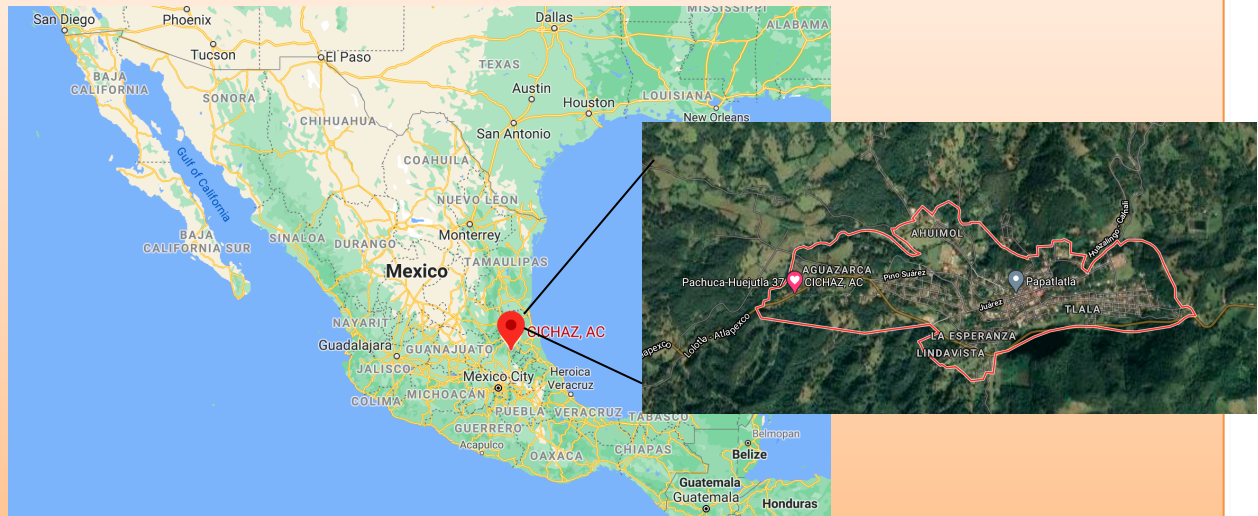 San Diego
Phoenix
Tucson
El Paso
Dallas
MISSISSIPPI
ALABAMA
TEXAS
BAJA
CALIFORNIA
SONORA
Austin
Houston
LOUISIANA
New Orleans
CHIHUAHUA
San Antonio
COAHUILA
Gulf of California
NUEVO LEON
BAJA
CALIFORNIA SUR
SINALOA
DURANGO
Monterrey
TAMAULIPAS
Mexico
NAYARIT
CICHAZ, AC
Guadalajara
GUANAJUATO
JALISCO
Mexico City
Heroica
Veracruz
COLIMA
MICHOACÁN
PUEBLA
VERACRUZ
TABASCO
GUERRERO
Acapulco
OAXACA
CHIAPAS
Belmopan
Belize
Guatemala
Guatemala
Honduras
AHUIMOL
Huazalingo - Calnali
AGUAZARCA
Pachuca-Huejutla 37
CICHAZ, AC
Pino Suárez
Papatlatla
Juárez
TLALA
LA ESPERANZA
LINDAVISTA
Lolotla - Atlapexco
apexco